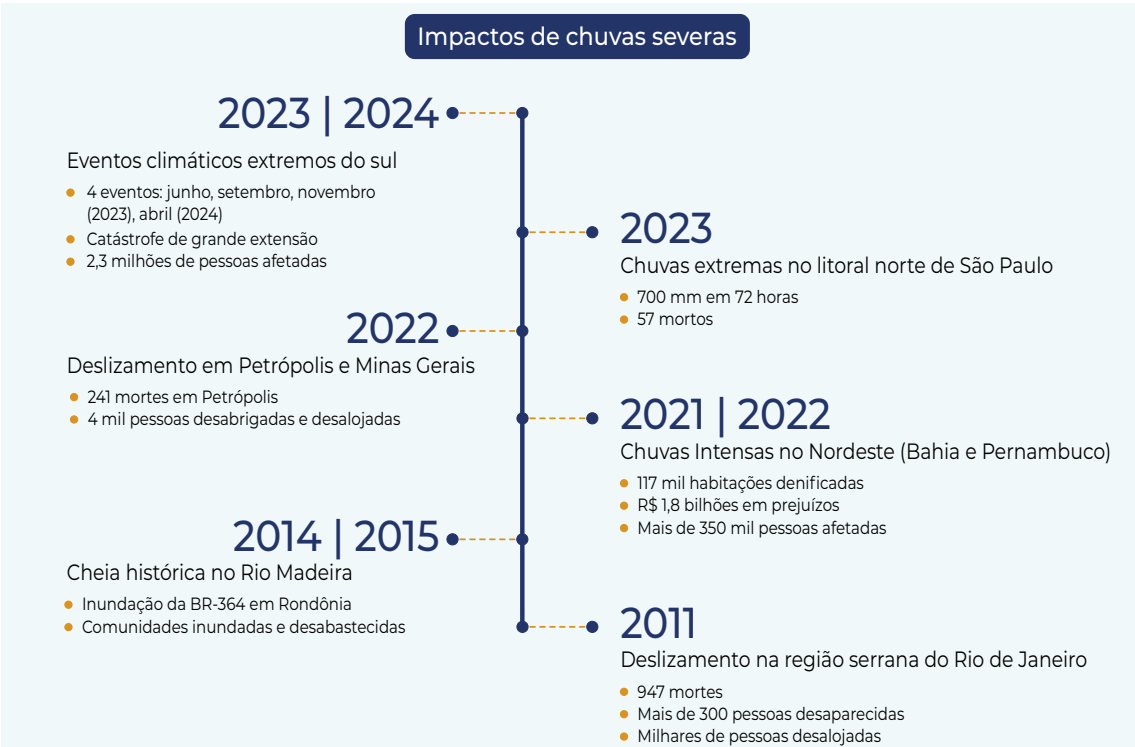 Impactos de chuvas severas
2023 | 2024
Eventos climáticos extremos do sul
4 eventos: junho, setembro, novembro
(2023), abril (2024)
Catástrofe de grande extensão
2,3 milhões de pessoas afetadas
2023
Chuvas extremas no litoral norte de São Paulo
700 mm em 72 horas
57 mortos
2022
Deslizamento em Petrópolis e Minas Gerais
241 mortes em Petrópolis
4 mil pessoas desabrigadas e desalojadas
2021 | 2022
Chuvas Intensas no Nordeste (Bahia e Pernambuco)
117 mil habitações denificadas
R$ 1,8 bilhões em prejuízos
Mais de 350 mil pessoas afetadas
2014 | 2015
Cheia histórica no Rio Madeira
Inundação da BR-364 em Rondônia
Comunidades inundadas e desabastecidas
2011
Deslizamento na região serrana do Rio de Janeiro
947 mortes
Mais de 300 pessoas desaparecidas
Milhares de pessoas desalojadas